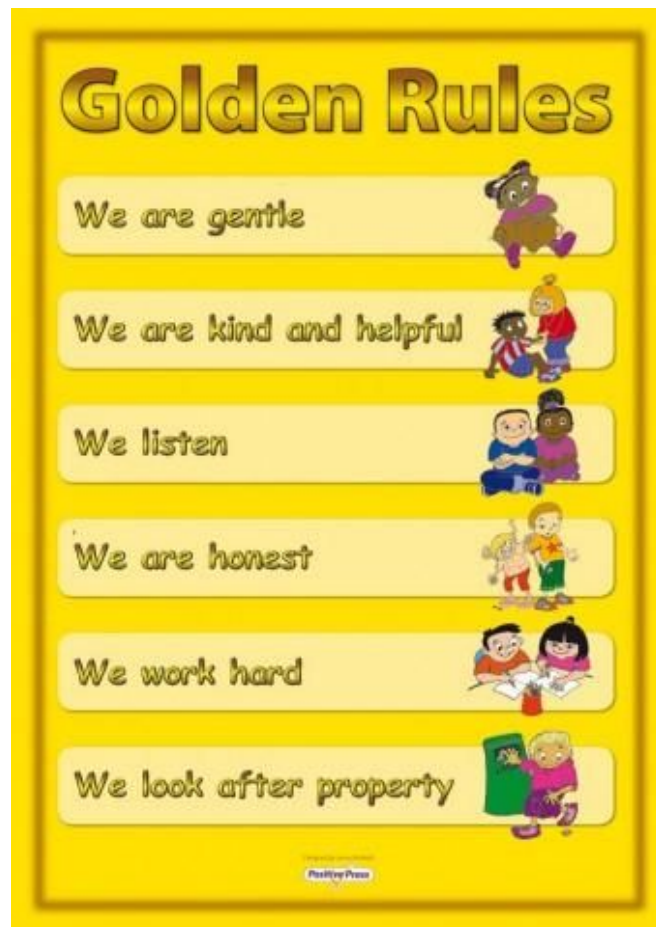 Golden Rules
We are gentle
We are kind and helpful
We listen
We are honest
We work hard
We look after property
Positive Press